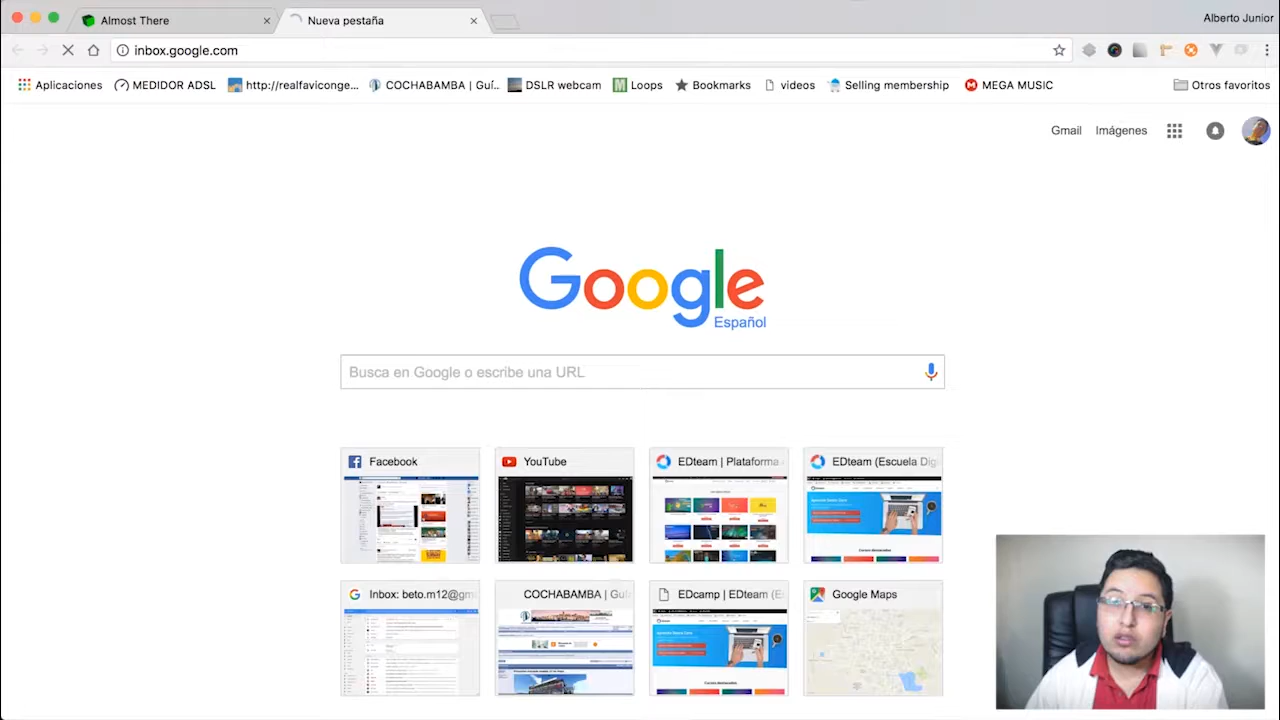 Almost There
Nueva pestaña
Alberto Junior
inbox.google.com
Aplicaciones
MEDIDOR ADSL
http://realfaviconge...
COCHABAMBA | Guí...
DSLR webcam
Loops
Bookmarks
videos
Selling membership
MEGA MUSIC
Otros favoritos
Gmail
Imágenes
Google
Español
Busca en Google o escribe una URL
Facebook
YouTube
EDteam | Plataforma
EDteam (Escuela Dig
Inbox: beto.m12@gm
COCHABAMBA | Gu
EDcamp | EDteam (E
Google Maps